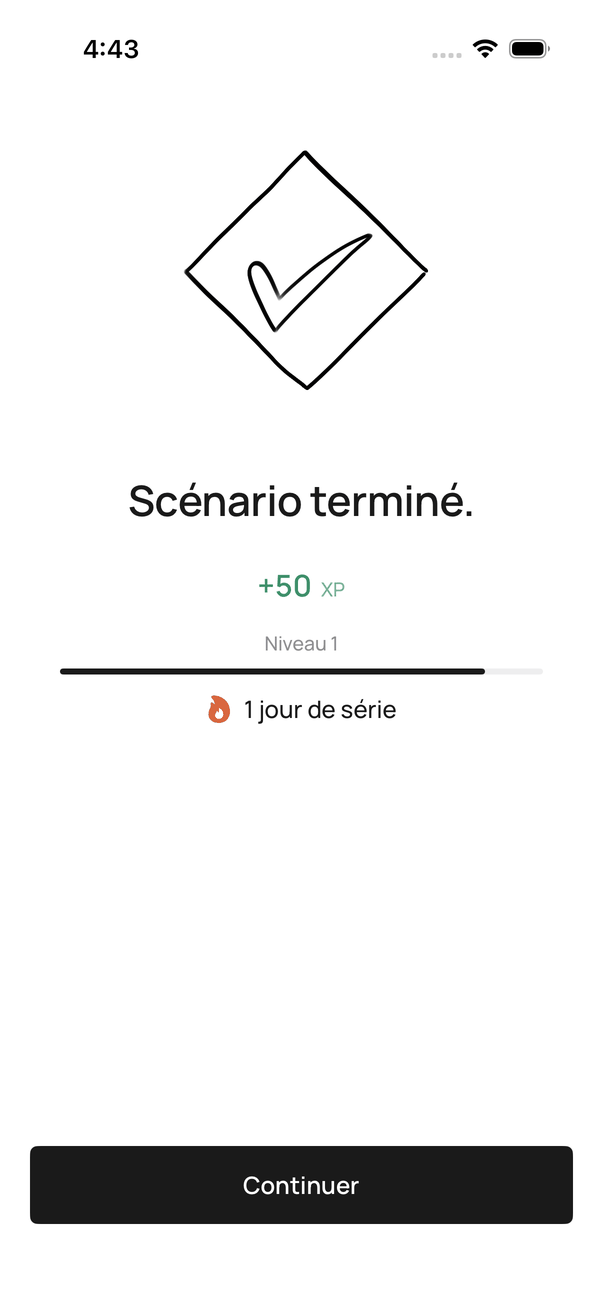 4:43
Scénario terminé.
+50 XP
Niveau 1
1 jour de série
Continuer